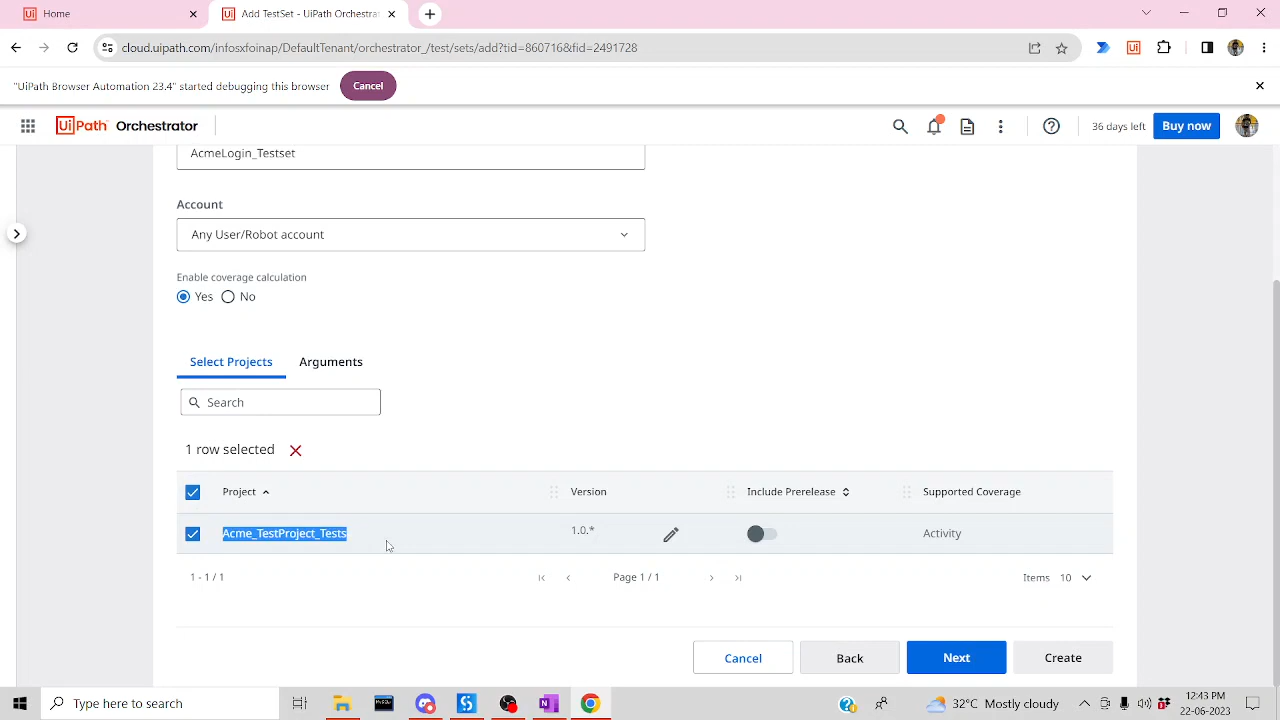 Home
Add TestSet - UiPath Orchestrat
cloud.uipath.com/infosxfoinap/DefaultTenant/orchestrator_/test/sets/add?tid=860716&fid=2491728
"UiPath Browser Automation 23.4" started debugging this browser
Cancel
UiPath Orchestrator
36 days left
Buy now
AcmeLogin_Testset
Account
Any User/Robot account
Enable coverage calculation
Yes No
Select Projects Arguments
Search
1 row selected
Project Version Include Prerelease Supported Coverage
Acme_TestProject_Tests 1.0.* Activity
1 - 1 / 1 Page 1 / 1 Items 10
Cancel Back Next Create
Type here to search
32°C Mostly cloudy
12:43 PM
22-06-2023